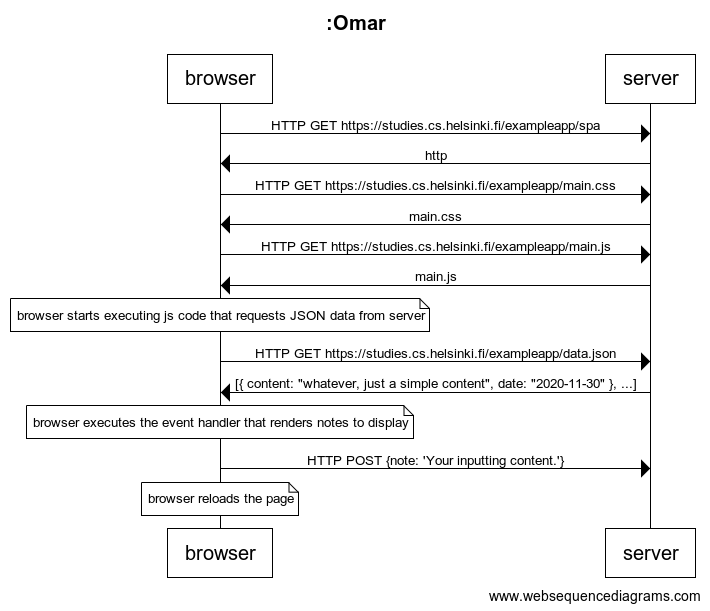 :Omar
browser
server
HTTP GET https://studies.cs.helsinki.fi/exampleapp/spa
http
HTTP GET https://studies.cs.helsinki.fi/exampleapp/main.css
main.css
HTTP GET https://studies.cs.helsinki.fi/exampleapp/main.js
main.js
browser starts executing js code that requests JSON data from server
HTTP GET https://studies.cs.helsinki.fi/exampleapp/data.json
[{ content: "whatever, just a simple content", date: "2020-11-30" }, ...]
browser executes the event handler that renders notes to display
HTTP POST {note: 'Your inputting content.'}
browser reloads the page
browser
server
www.websequencediagrams.com